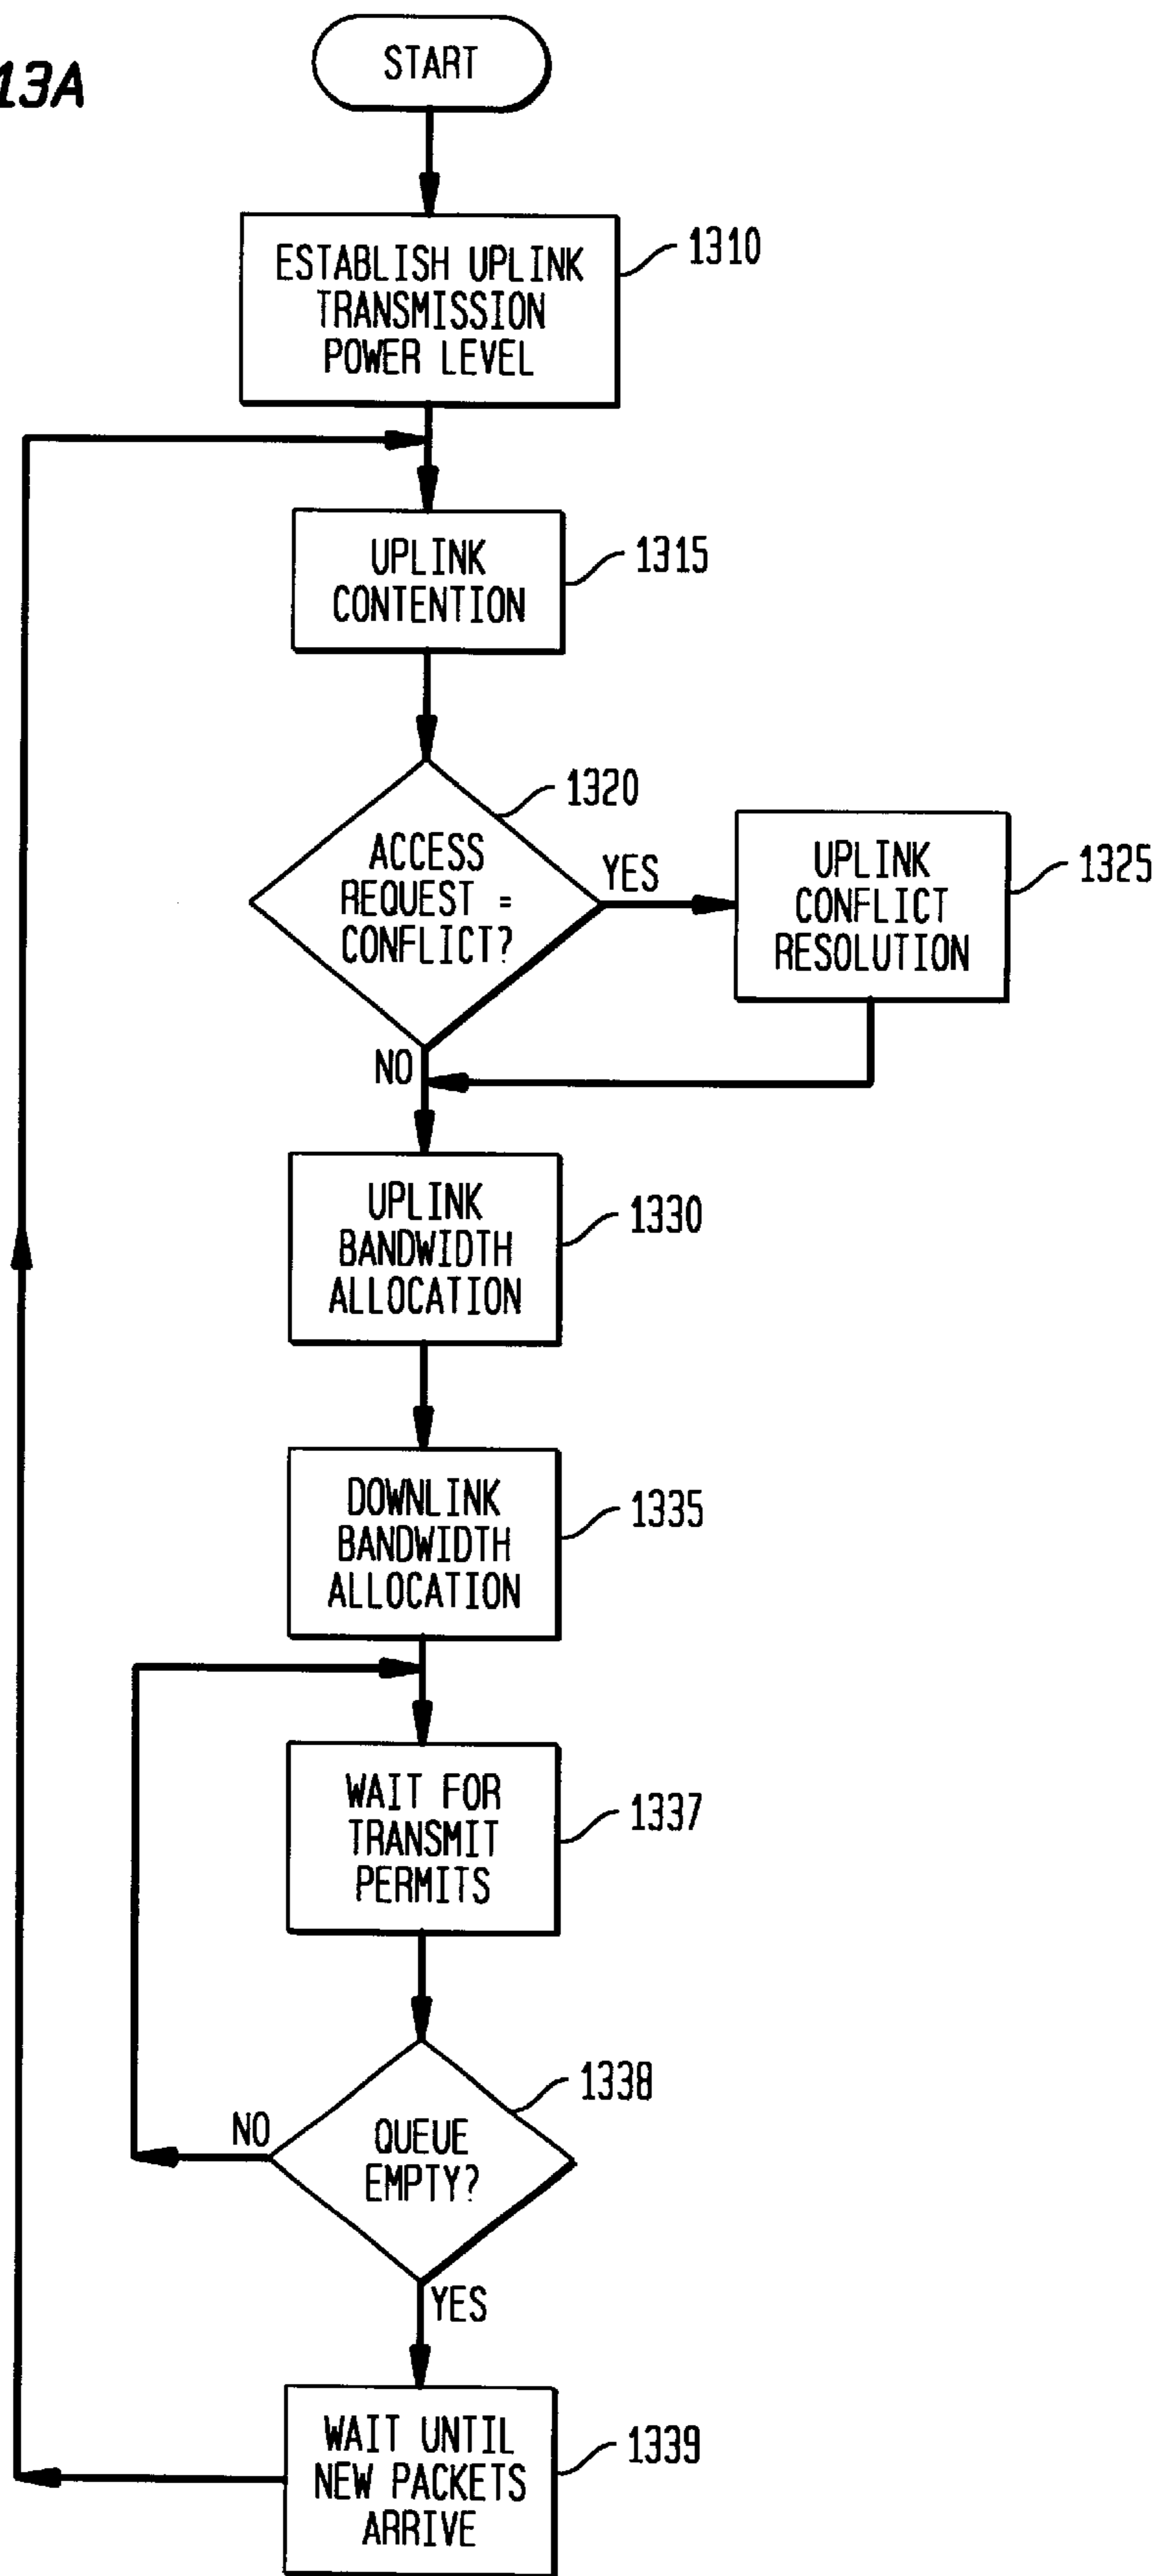 13A
START
ESTABLISH UPLINK
TRANSMISSION
POWER LEVEL
1310
UPLINK
CONTENTION
1315
1320
ACCESS
REQUEST =
CONFLICT?
YES
UPLINK
CONFLICT
RESOLUTION
1325
NO
UPLINK
BANDWIDTH
ALLOCATION
1330
DOWNLINK
BANDWIDTH
ALLOCATION
1335
WAIT FOR
TRANSMIT
PERMITS
1337
1338
QUEUE
EMPTY?
NO
YES
WAIT UNTIL
NEW PACKETS
ARRIVE
1339